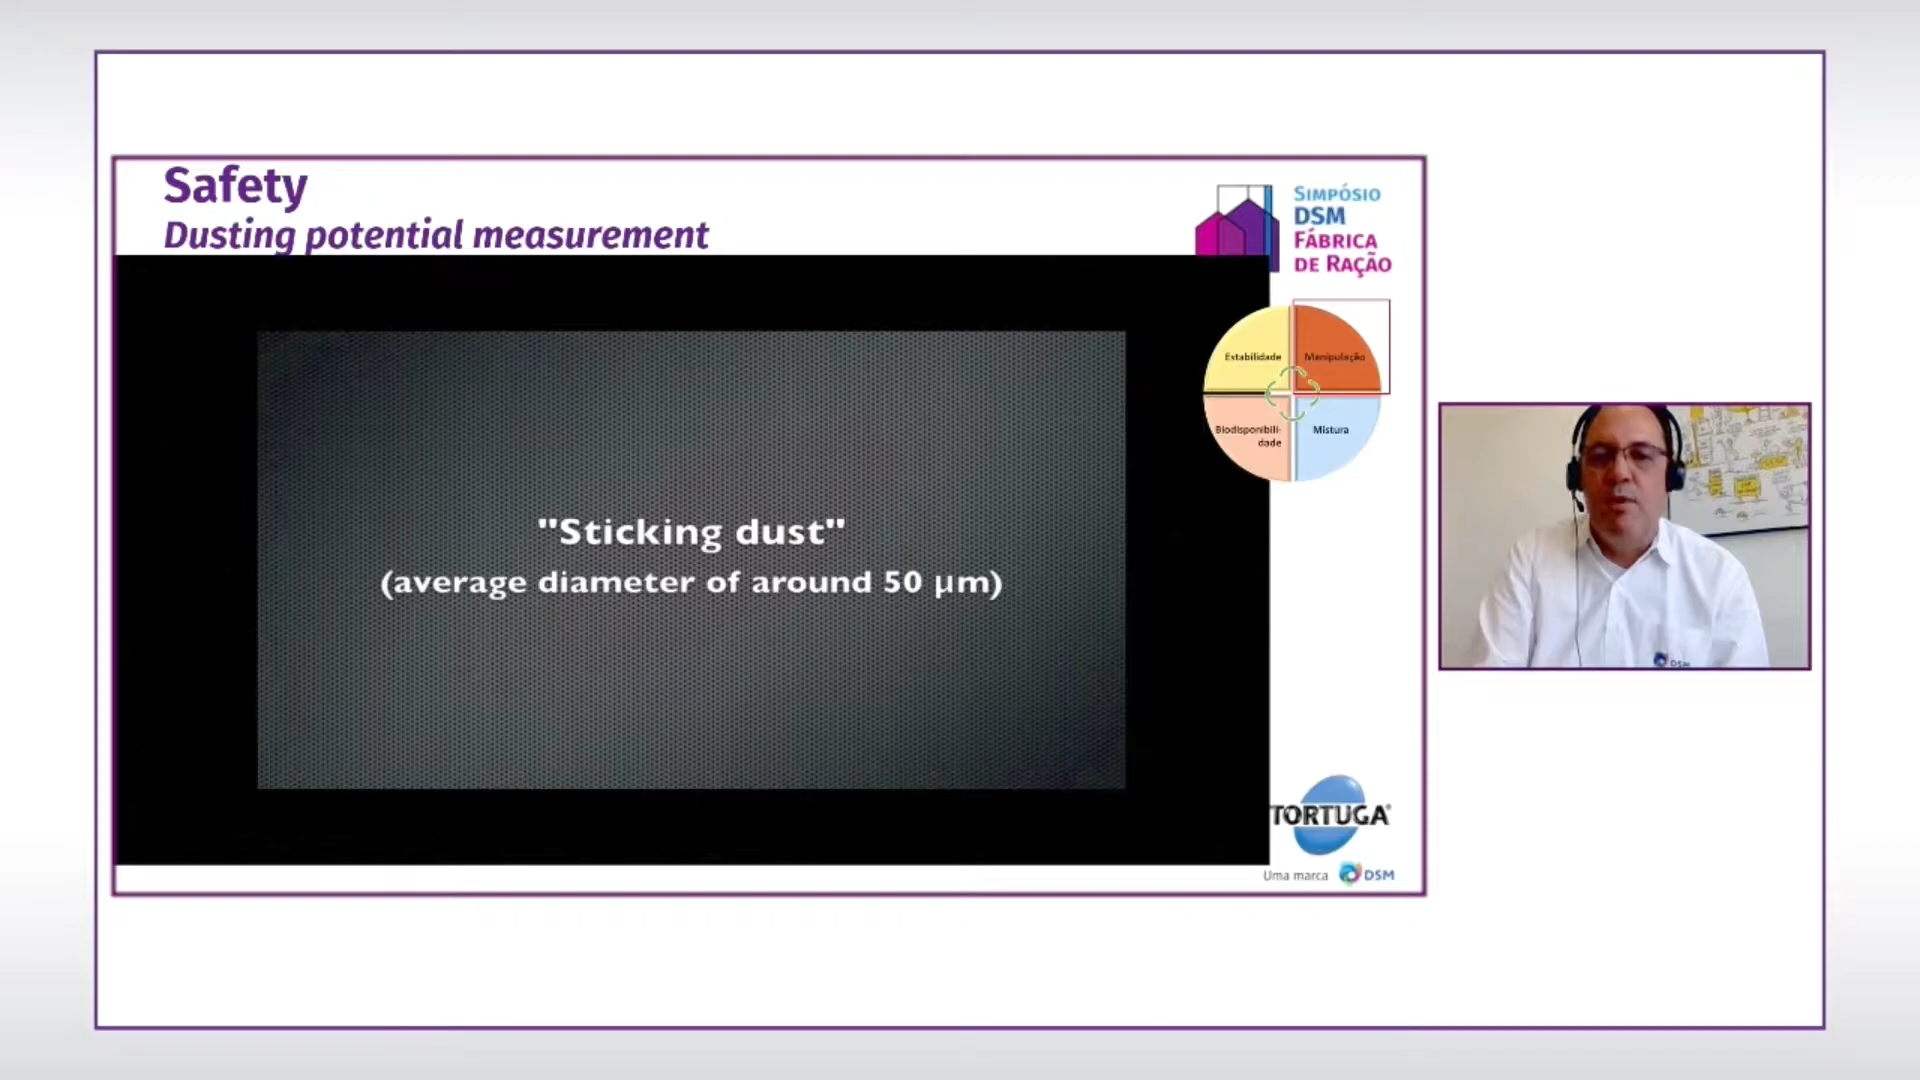 Safety
Dusting potential measurement
SIMPÓSIO
DSM
FÁBRICA
DE RAÇÃO
Estabilidade
Manipulação
Biodisponibili-
dade
Mistura
"Sticking dust"
(average diameter of around 50 μm)
TORTUGA®
Uma marca DSM
DSM